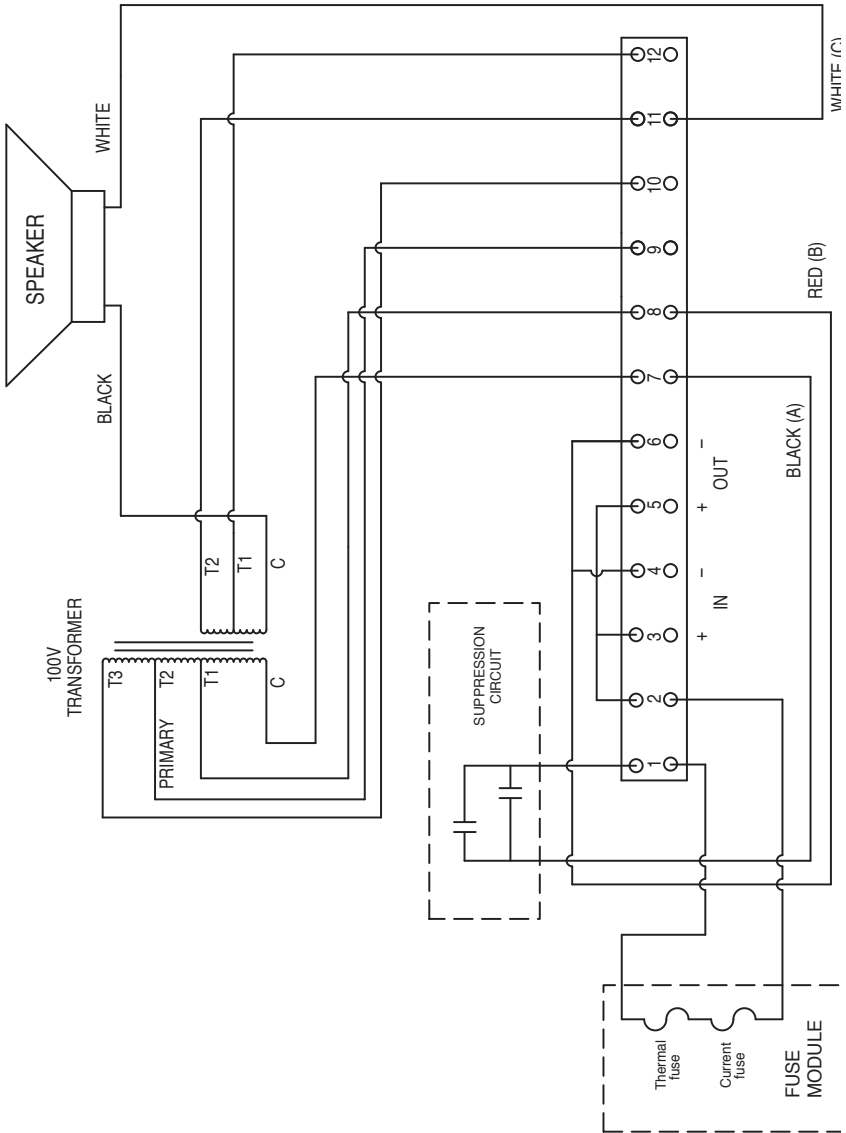 SPEAKER
WHITE
BLACK
100V
TRANSFORMER
T3
T2
T1
C
PRIMARY
T2
T1
C
SUPPRESSION
CIRCUIT
12
11
10
9
8
7
6
5
4
3
2
1
−
OUT
+
−
IN
+
WHITE (C)
RED (B)
BLACK (A)
Thermal
fuse
Current
fuse
FUSE
MODULE